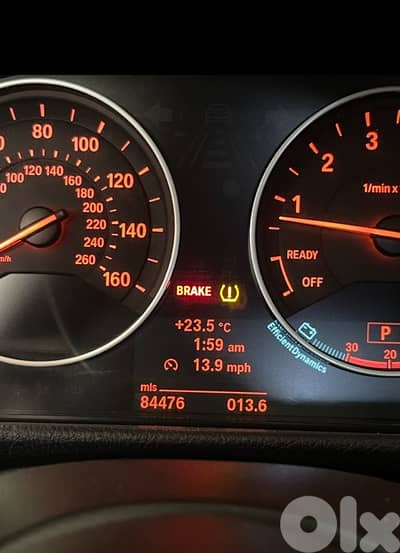 80
100
120
140
160
120 140 160
180
200
220
240
260
km/h
1
2
3
1/min x
READY
OFF
BRAKE
P
+23.5 °C
1:59 am
13.9 mph
EfficientDynamics
30
20
mls
84476 013.6
Olx